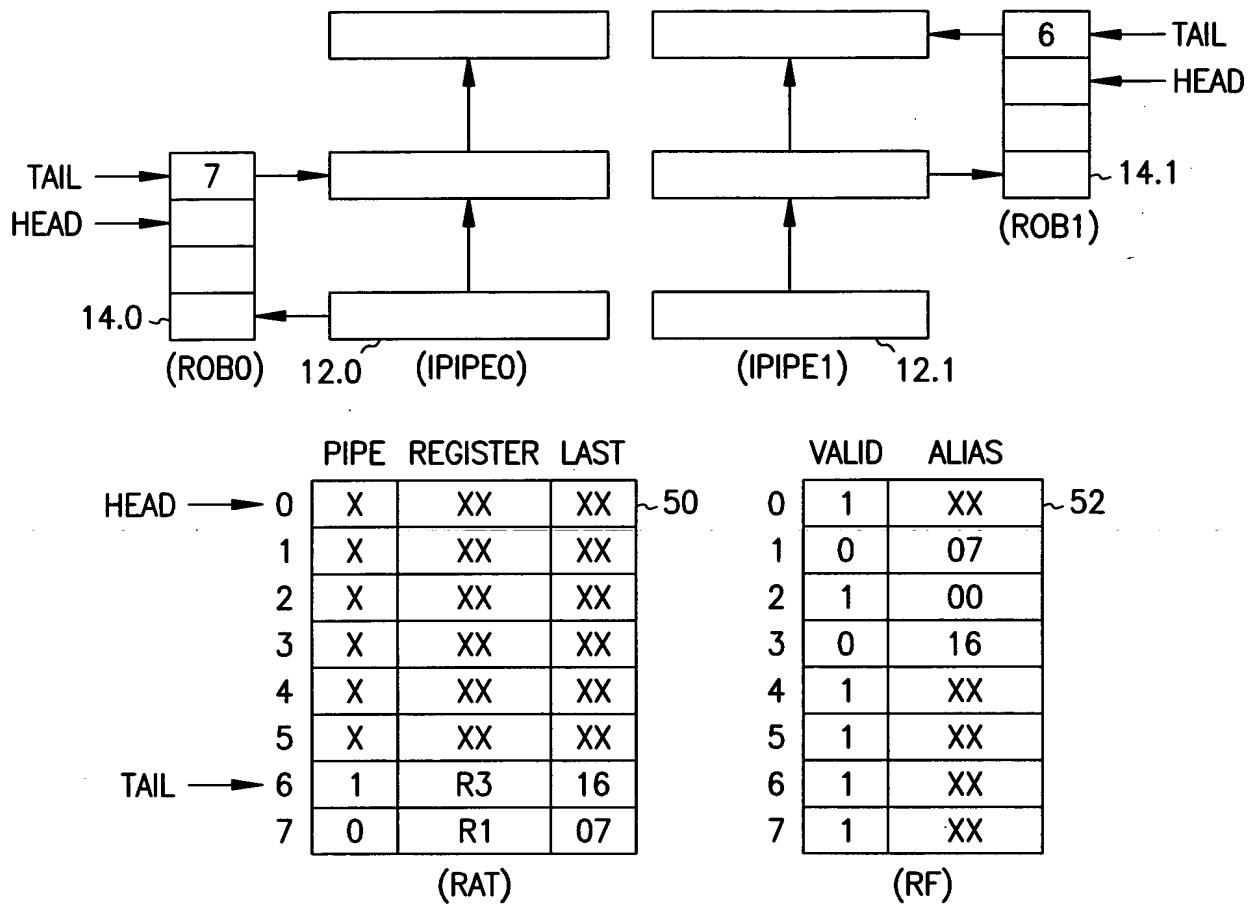 6 TAIL
HEAD
TAIL 7
HEAD
14.1
(ROB1)
14.0
(ROB0) 12.0 (IPIPE0) (IPIPE1) 12.1
PIPE REGISTER LAST VALID ALIAS
HEAD 0 X XX XX 50 0 1 XX 52
1 X XX XX 1 0 07
2 X XX XX 2 1 00
3 X XX XX 3 0 16
4 X XX XX 4 1 XX
5 X XX XX 5 1 XX
TAIL 6 1 R3 16 6 1 XX
7 0 R1 07 7 1 XX
(RAT) (RF)